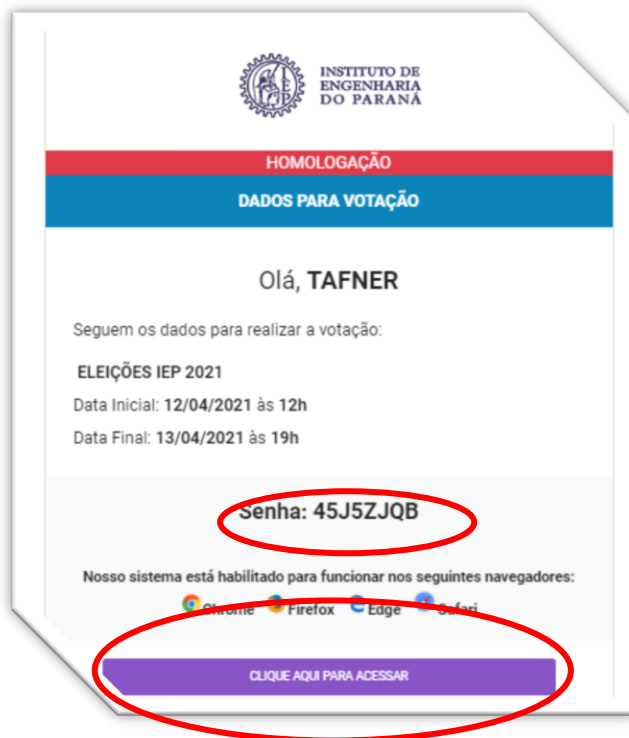 INSTITUTO DE
ENGENHARIA
DO PARANÁ
HOMOLOGAÇÃO
DADOS PARA VOTAÇÃO
Olá, TAFNER
Seguem os dados para realizar a votação:
ELEIÇÕES IEP 2021
Data Inicial: 12/04/2021 às 12h
Data Final: 13/04/2021 às 19h
Senha: 45J5ZJQB
Nosso sistema está habilitado para funcionar nos seguintes navegadores:
Chrome Firefox Edge Safari
CLIQUE AQUI PARA ACESSAR